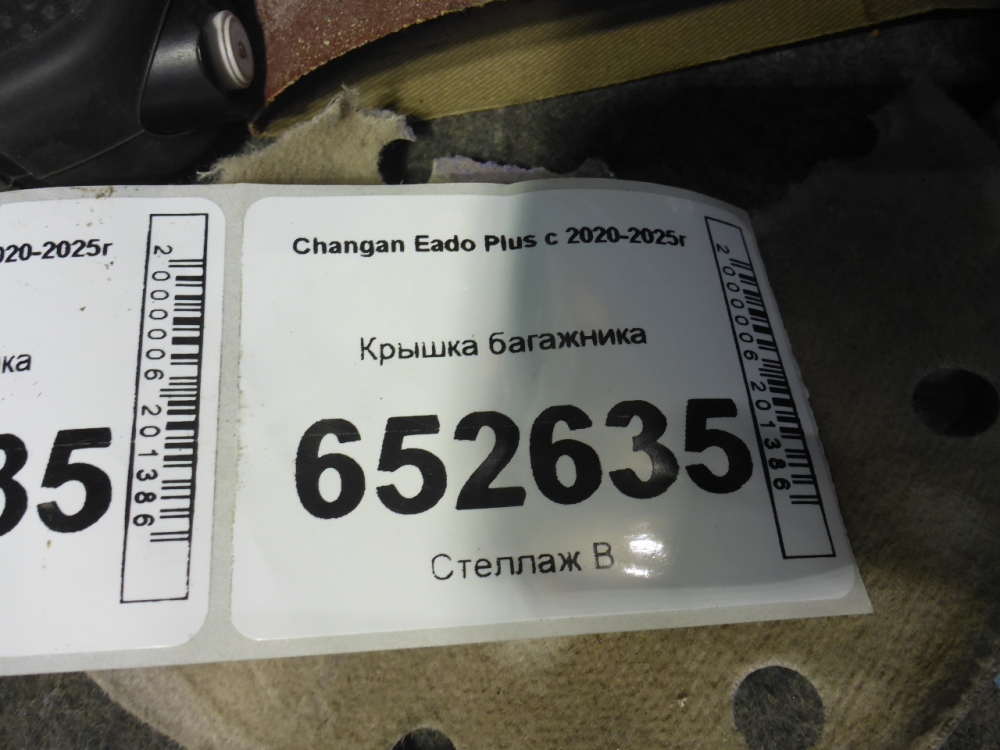 020-2025г
ка
35
2000006201386
Changan Eado Plus с 2020-2025г
Крышка багажника
652635
Стеллаж В
2000006201386